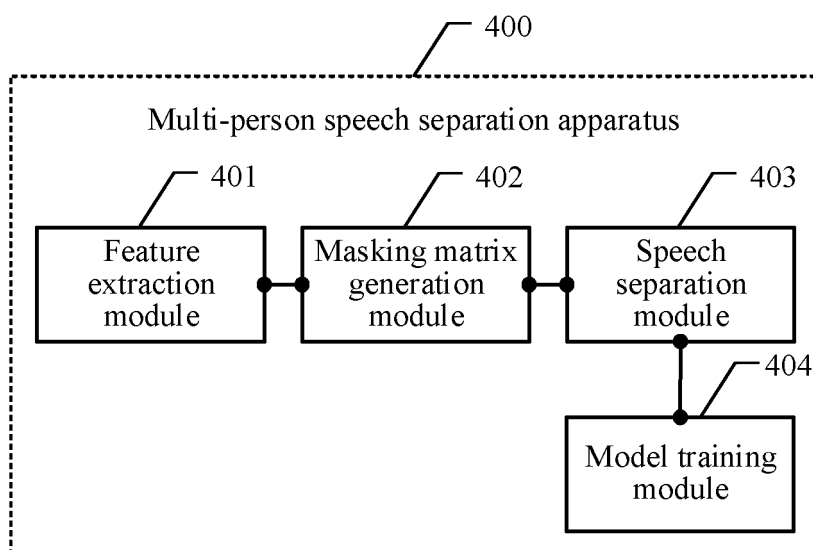 400
Multi-person speech separation apparatus
401
402
403
Feature
extraction
module
Masking matrix
generation
module
Speech
separation
module
404
Model training
module